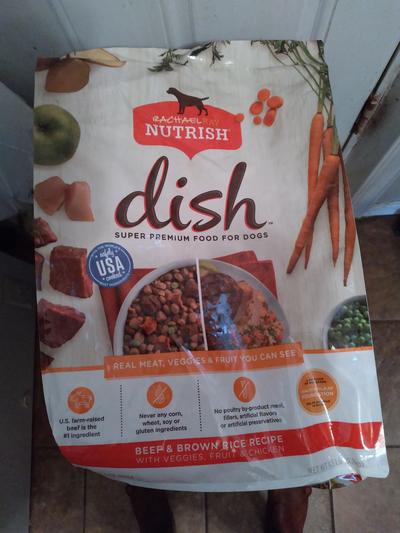 RACHAEL RAY
NUTRISH
dish
SUPER PREMIUM FOOD FOR DOGS
USA
REAL MEAT, VEGGIES & FRUIT YOU CAN SEE
U.S. farm-raised
beef is the
#1 ingredient
Never any corn,
wheat, soy or
gluten ingredients
No poultry by-product meal,
fillers, artificial flavors
or artificial preservatives
BEEF & BROWN RICE RECIPE
WITH VEGGIES, FRUIT & CHICKEN
NET WT